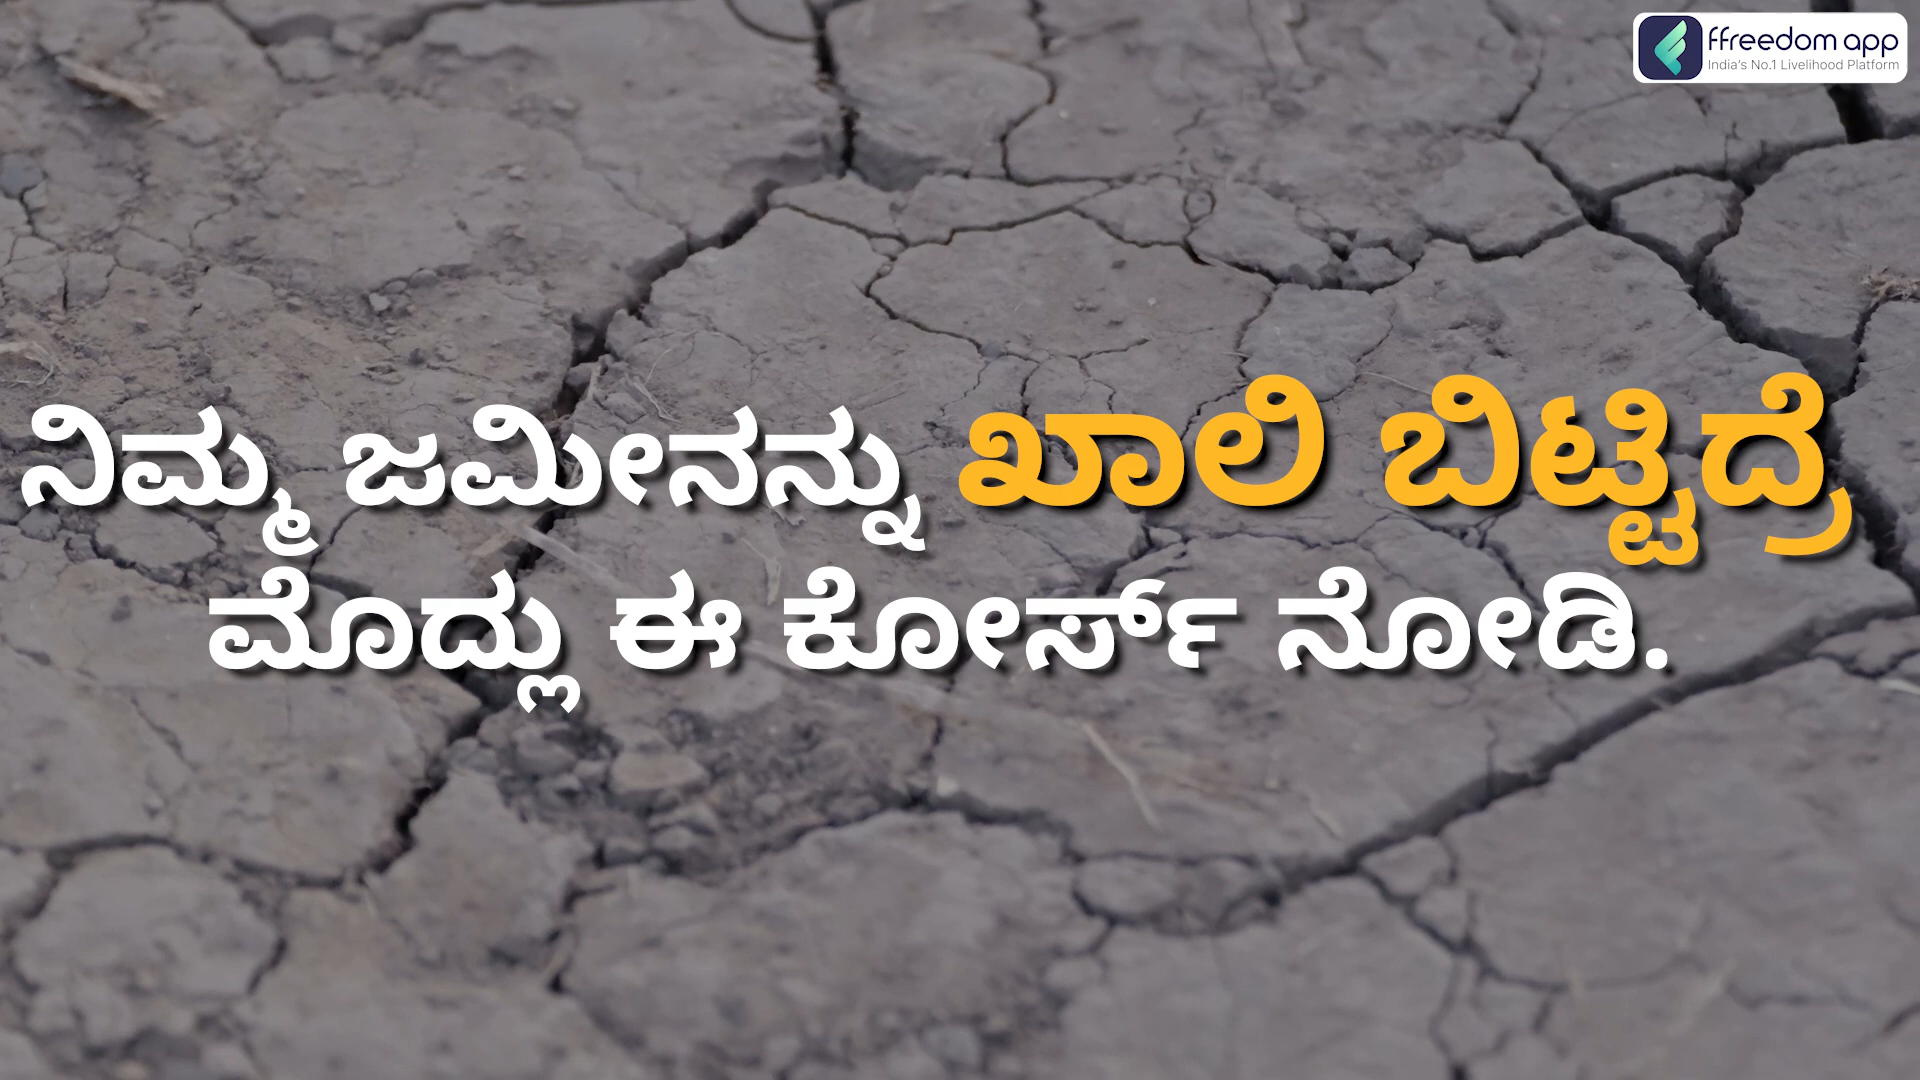 ffreedom app
India's No.1 Livelihood Platform
ನಿಮ್ಮ ಜಮೀನನ್ನು ಖಾಲಿ ಬಿಟ್ಟಿದ್ರೆ
ಮೊದ್ಲು ಈ ಕೋರ್ಸ್ ನೋಡಿ.